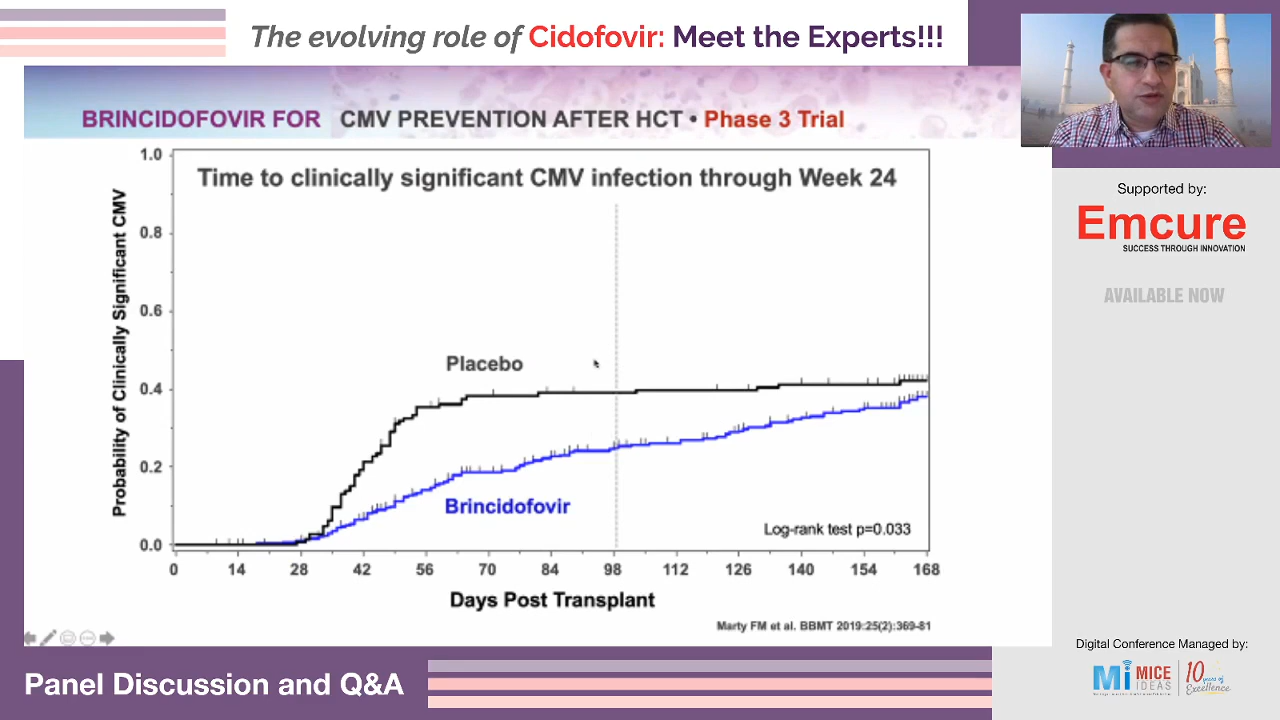 The evolving role of Cidofovir: Meet the Experts!!!
BRINCIDOFOVIR FOR CMV PREVENTION AFTER HCT • Phase 3 Trial
Time to clinically significant CMV infection through Week 24
Probability of Clinically Significant CMV
1.0
0.8
0.6
0.4
0.2
0.0
Placebo
Brincidofovir
Log-rank test p=0.033
0 14 28 42 56 70 84 98 112 126 140 154 168
Days Post Transplant
Marty FM et al. BBMT 2019:25(2):369-81
Supported by:
Emcure
SUCCESS THROUGH INNOVATION
AVAILABLE NOW
Digital Conference Managed by:
Mi MICE
IDEAS
10 years of
Excellence
Panel Discussion and Q&A